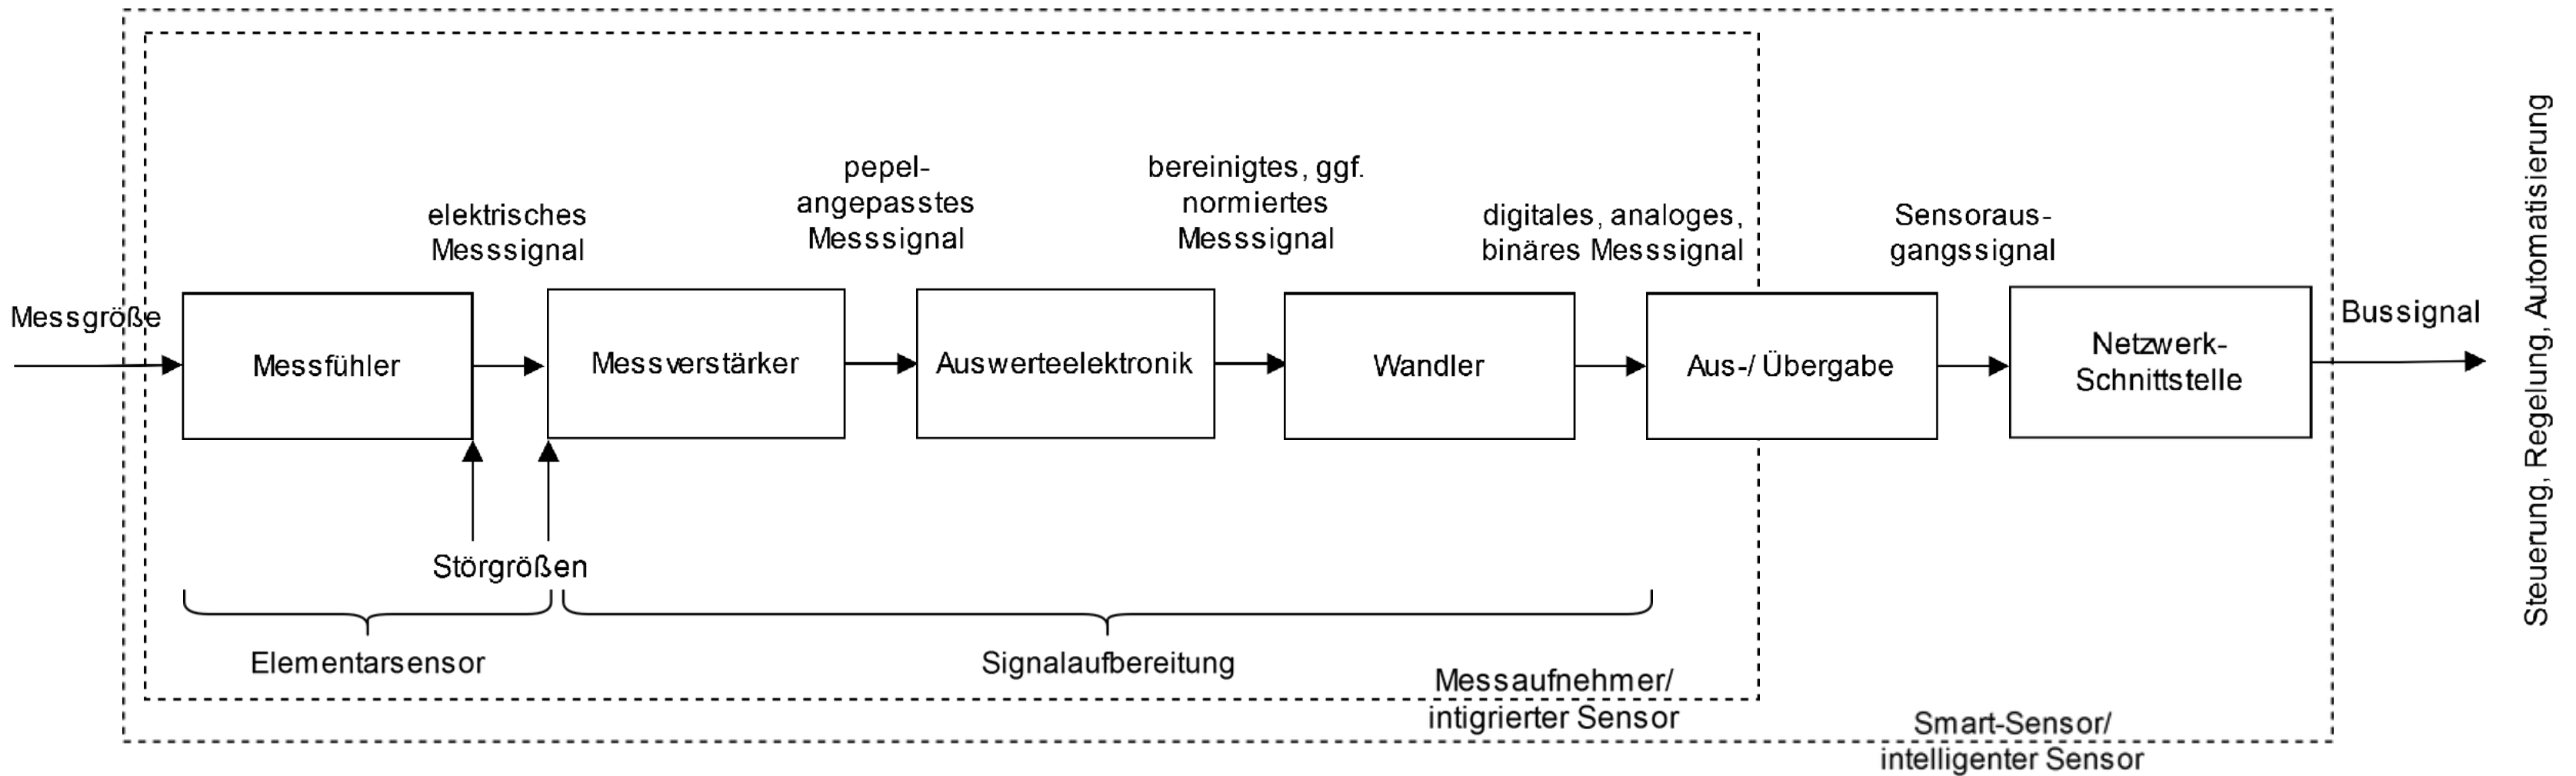 elektrisches
Messsignal
pepel-
angepasstes
Messsignal
bereinigtes, ggf.
normiertes
Messsignal
digitales, analoges,
binäres Messsignal
Sensoraus-
gangssignal
Messgröße
Messfühler
Messverstärker
Auswerteelektronik
Wandler
Aus-/ Übergabe
Netzwerk-
Schnittstelle
Bussignal
Steuerung, Regelung, Automatisierung
Störgrößen
Elementarsensor
Signalaufbereitung
Messaufnehmer/
intigrierter Sensor
Smart-Sensor/
intelligenter Sensor